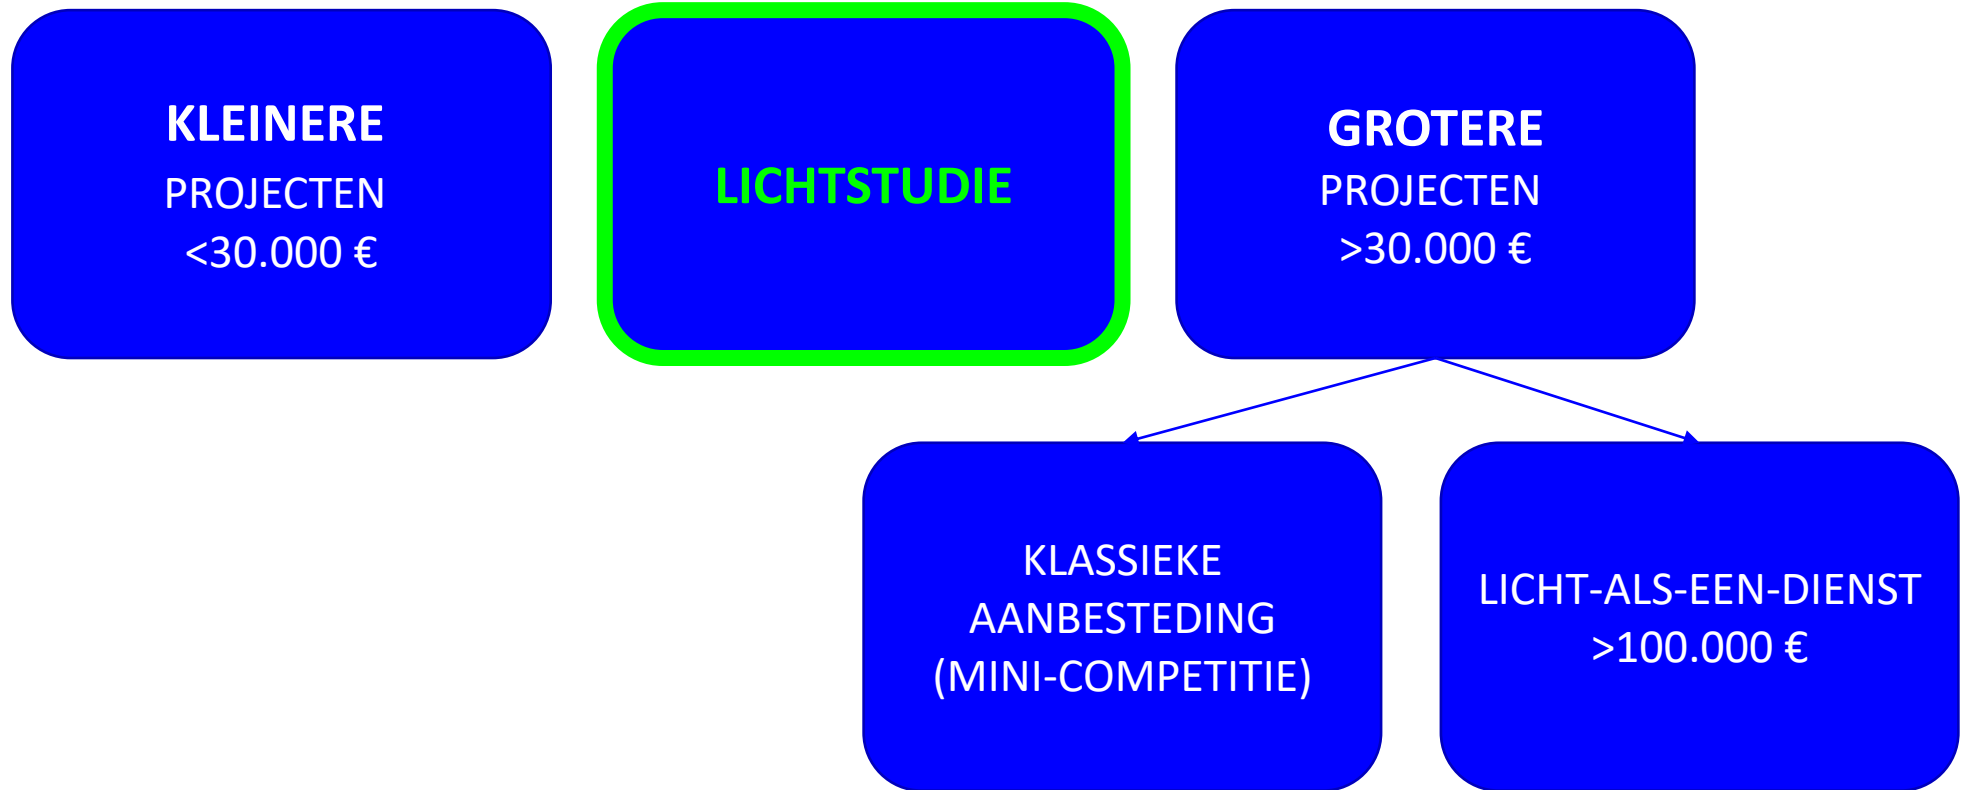 KLEINERE
PROJECTEN
<30.000 €
LICHTSTUDIE
GROTERE
PROJECTEN
>30.000 €
KLASSIEKE
AANBESTEDING
(MINI-COMPETITIE)
LICHT-ALS-EEN-DIENST
>100.000 €